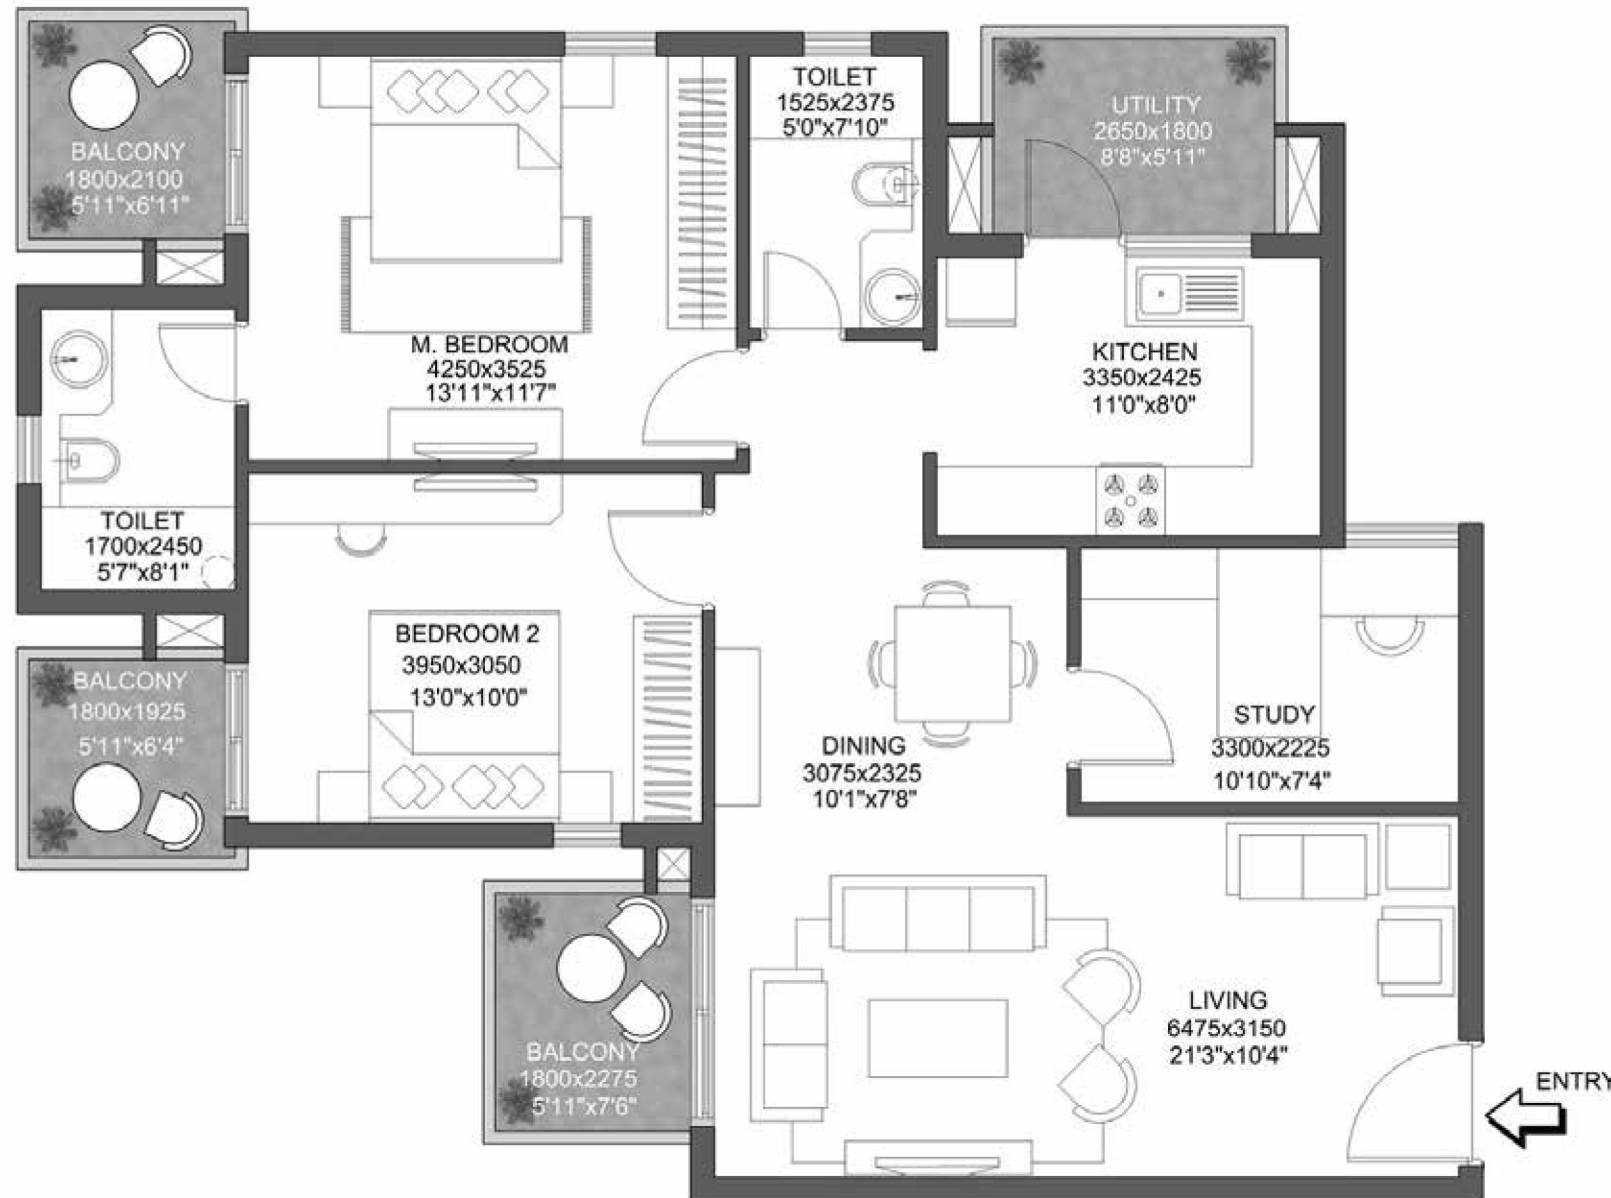 TOILET
1525x2375
5'0"x7'10"
UTILITY
2650x1800
8'8"x5'11"
BALCONY
1800x2100
5'11"x6'11"
M. BEDROOM
4250x3525
13'11"x11'7"
KITCHEN
3350x2425
11'0"x8'0"
TOILET
1700x2450
5'7"x8'1"
BEDROOM 2
3950x3050
13'0"x10'0"
BALCONY
1800x1925
5'11"x6'4"
DINING
3075x2325
10'1"x7'8"
STUDY
3300x2225
10'10"x7'4"
LIVING
6475x3150
21'3"x10'4"
BALCONY
1800x2275
5'11"x7'6"
ENTRY